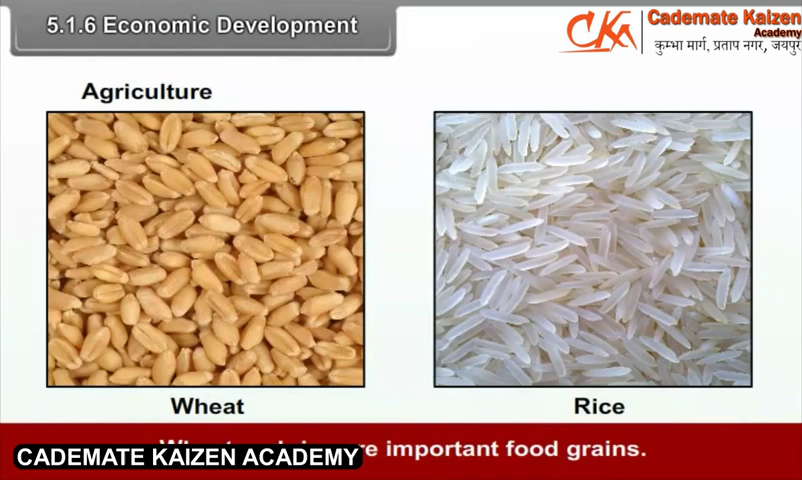 5.1.6 Economic Development
CKA
Cademate Kaizen
Academy
कुम्भा मार्ग, प्रताप नगर, जयपुर
Agriculture
Wheat
Rice
important food grains.
CADEMATE KAIZEN ACADEMY